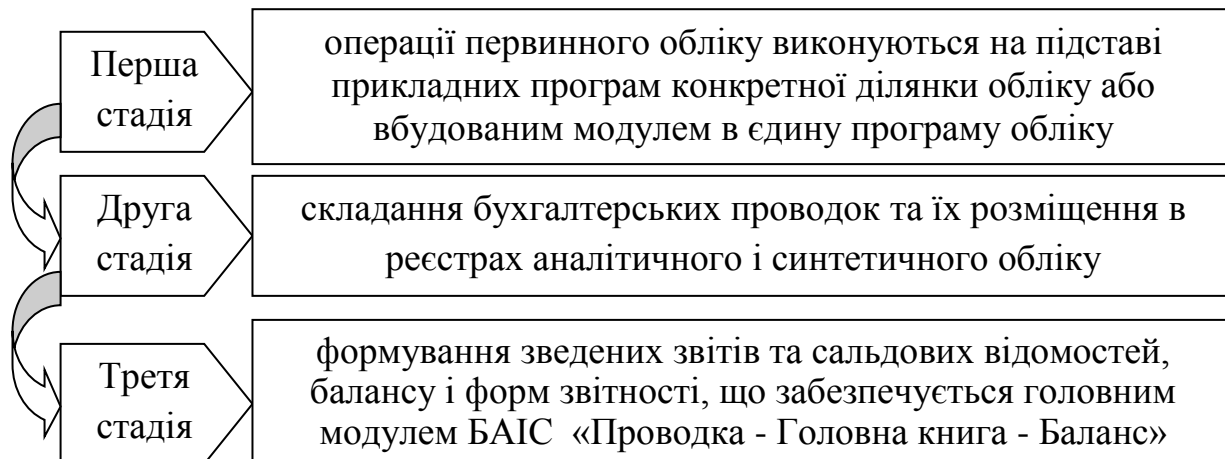 Перша
стадія
операції первинного обліку виконуються на підставі
прикладних програм конкретної ділянки обліку або
вбудованим модулем в єдину програму обліку
Друга
стадія
складання бухгалтерських проводок та їх розміщення в
реєстрах аналітичного і синтетичного обліку
Третя
стадія
формування зведених звітів та сальдових відомостей,
балансу і форм звітності, що забезпечується головним
модулем БАІС «Проводка - Головна книга - Баланс»